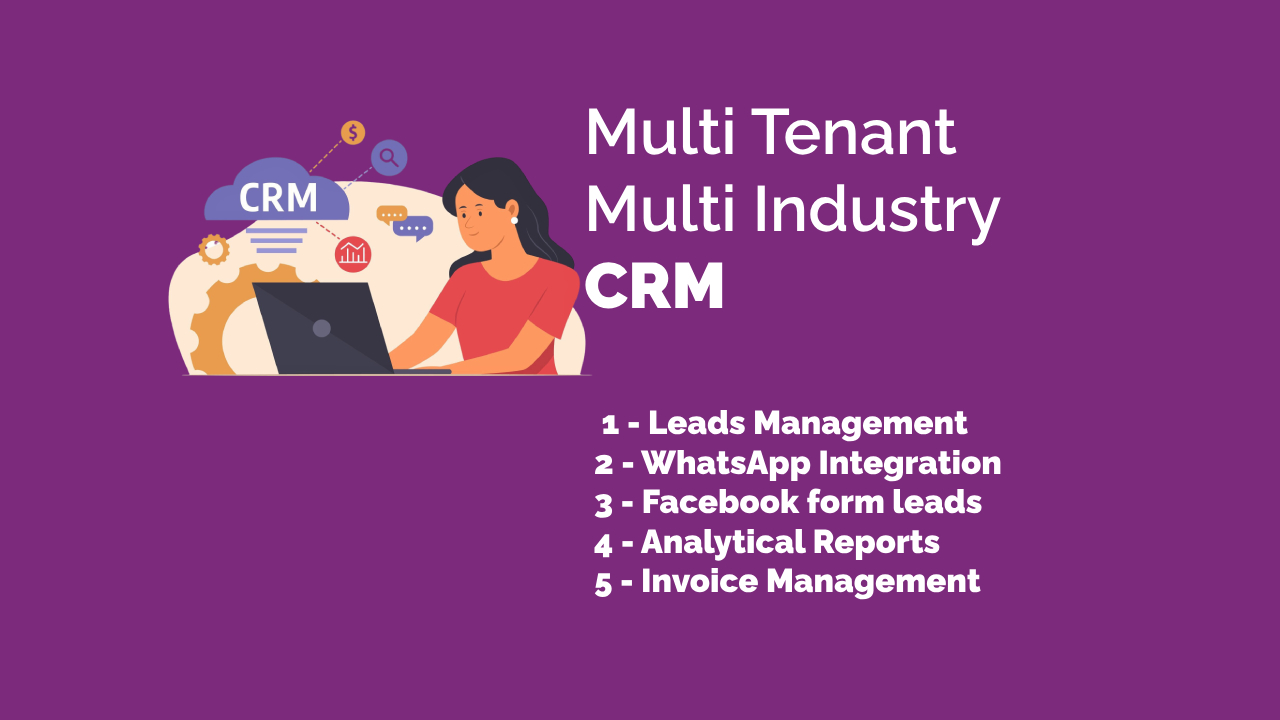 CRM
Multi Tenant
Multi Industry
CRM
1 - Leads Management
2 - WhatsApp Integration
3 - Facebook form leads
4 - Analytical Reports
5 - Invoice Management